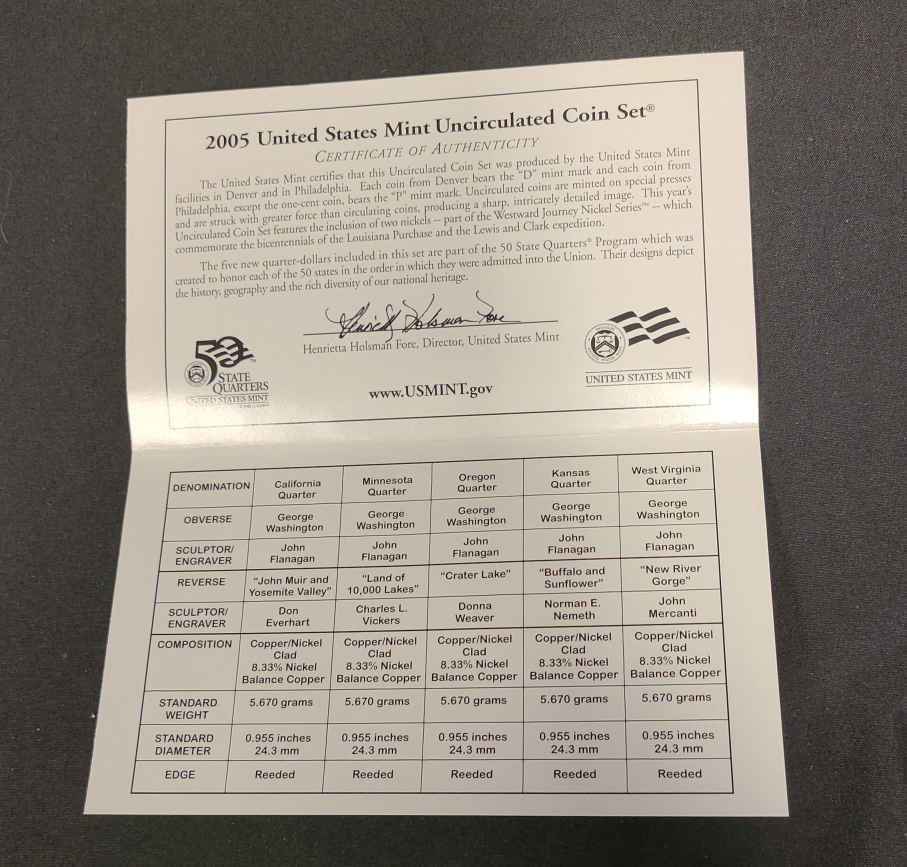 2005 United States Mint Uncirculated Coin Set®
CERTIFICATE OF AUTHENTICITY
The United States Mint certifies that this Uncirculated Coin Set was produced by the United States Mint
facilities in Denver and in Philadelphia. Each coin from Denver bears the "D" mint mark and each coin from
Philadelphia, except the one-cent coin, bears the "P" mint mark. Uncirculated coins are minted on special presses
and are struck with greater force than circulating coins, producing a sharp, intricately detailed image. This year's
Uncirculated Coin Set features the inclusion of two nickels – part of the Westward Journey Nickel Series™ – which
commemorate the bicentennials of the Louisiana Purchase and the Lewis and Clark expedition.
The five new quarter-dollars included in this set are part of the 50 State Quarters® Program which was
created to honor each of the 50 states in the order in which they were admitted into the Union. Their designs depict
the history, geography and the rich diversity of our national heritage.
Henrietta Holsman Fore
Henrietta Holsman Fore, Director, United States Mint
50
STATE
QUARTERS
UNITED STATES MINT
www.USMINT.gov
UNITED STATES MINT
DENOMINATION California Quarter Minnesota Quarter Oregon Quarter Kansas Quarter West Virginia Quarter
OBVERSE George Washington George Washington George Washington George Washington George Washington
SCULPTOR/ENGRAVER John Flanagan John Flanagan John Flanagan John Flanagan John Flanagan
REVERSE "John Muir and Yosemite Valley" "Land of 10,000 Lakes" "Crater Lake" "Buffalo and Sunflower" "New River Gorge"
SCULPTOR/ENGRAVER Don Everhart Charles L. Vickers Donna Weaver Norman E. Nemeth John Mercanti
COMPOSITION Copper/Nickel Clad 8.33% Nickel Balance Copper Copper/Nickel Clad 8.33% Nickel Balance Copper Copper/Nickel Clad 8.33% Nickel Balance Copper Copper/Nickel Clad 8.33% Nickel Balance Copper Copper/Nickel Clad 8.33% Nickel Balance Copper
STANDARD WEIGHT 5.670 grams 5.670 grams 5.670 grams 5.670 grams 5.670 grams
STANDARD DIAMETER 0.955 inches 24.3 mm 0.955 inches 24.3 mm 0.955 inches 24.3 mm 0.955 inches 24.3 mm 0.955 inches 24.3 mm
EDGE Reeded Reeded Reeded Reeded Reeded